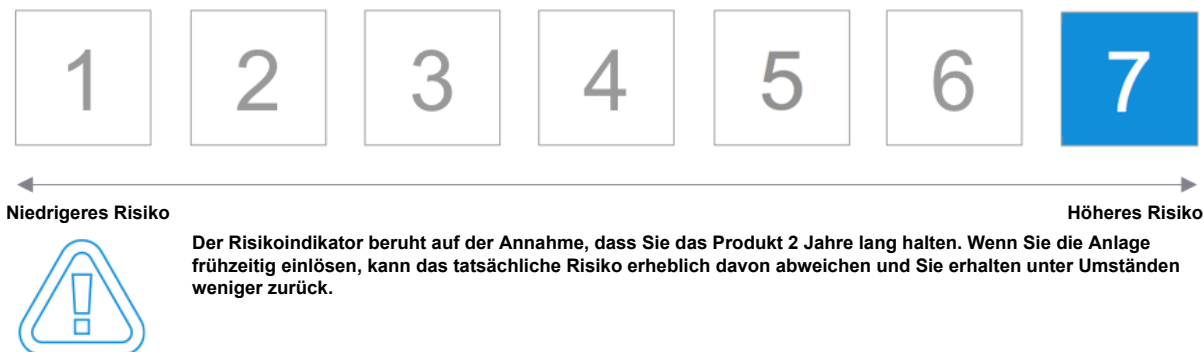 1 2 3 4 5 6 7
Niedrigeres Risiko Höheres Risiko
Der Risikoindikator beruht auf der Annahme, dass Sie das Produkt 2 Jahre lang halten. Wenn Sie die Anlage
frühzeitig einlösen, kann das tatsächliche Risiko erheblich davon abweichen und Sie erhalten unter Umständen
weniger zurück.